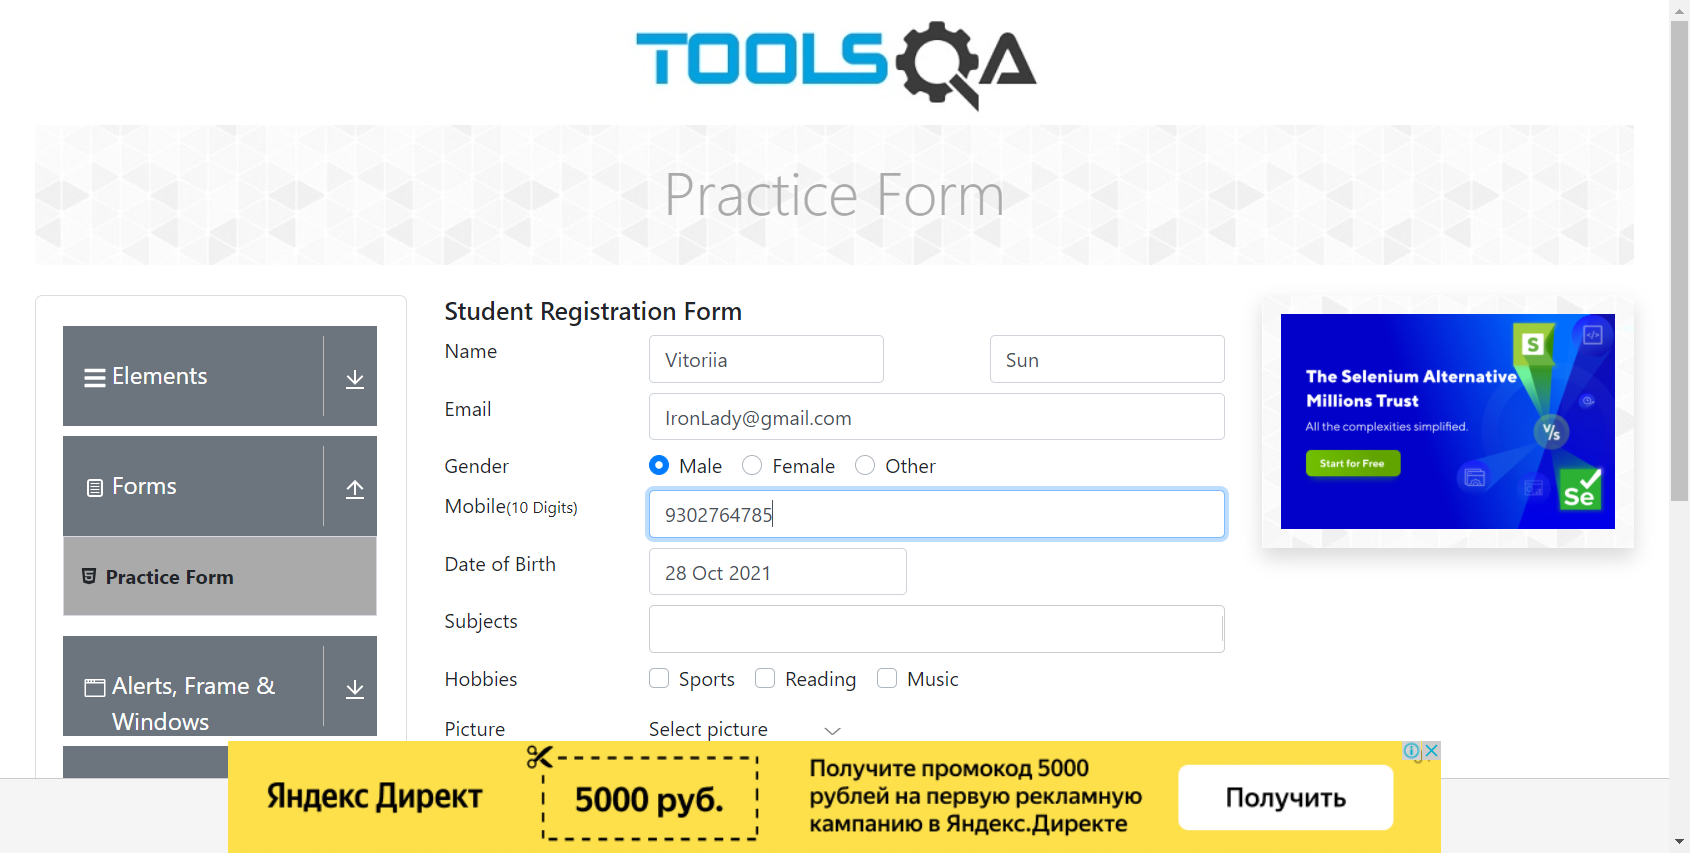 TOOLSQA
Practice Form
Elements
Forms
Practice Form
Alerts, Frame &
Windows
Student Registration Form
Name
Vitoriia
Sun
Email
IronLady@gmail.com
Gender
Male
Female
Other
Mobile(10 Digits)
9302764785
Date of Birth
28 Oct 2021
Subjects
Hobbies
Sports
Reading
Music
Picture
Select picture
The Selenium Alternative
Millions Trust
All the complexities simplified.
Start for Free
S
V/s
Se
Яндекс Директ
5000 руб.
Получите промокод 5000
рублей на первую рекламную
кампанию в Яндекс.Директе
Получить